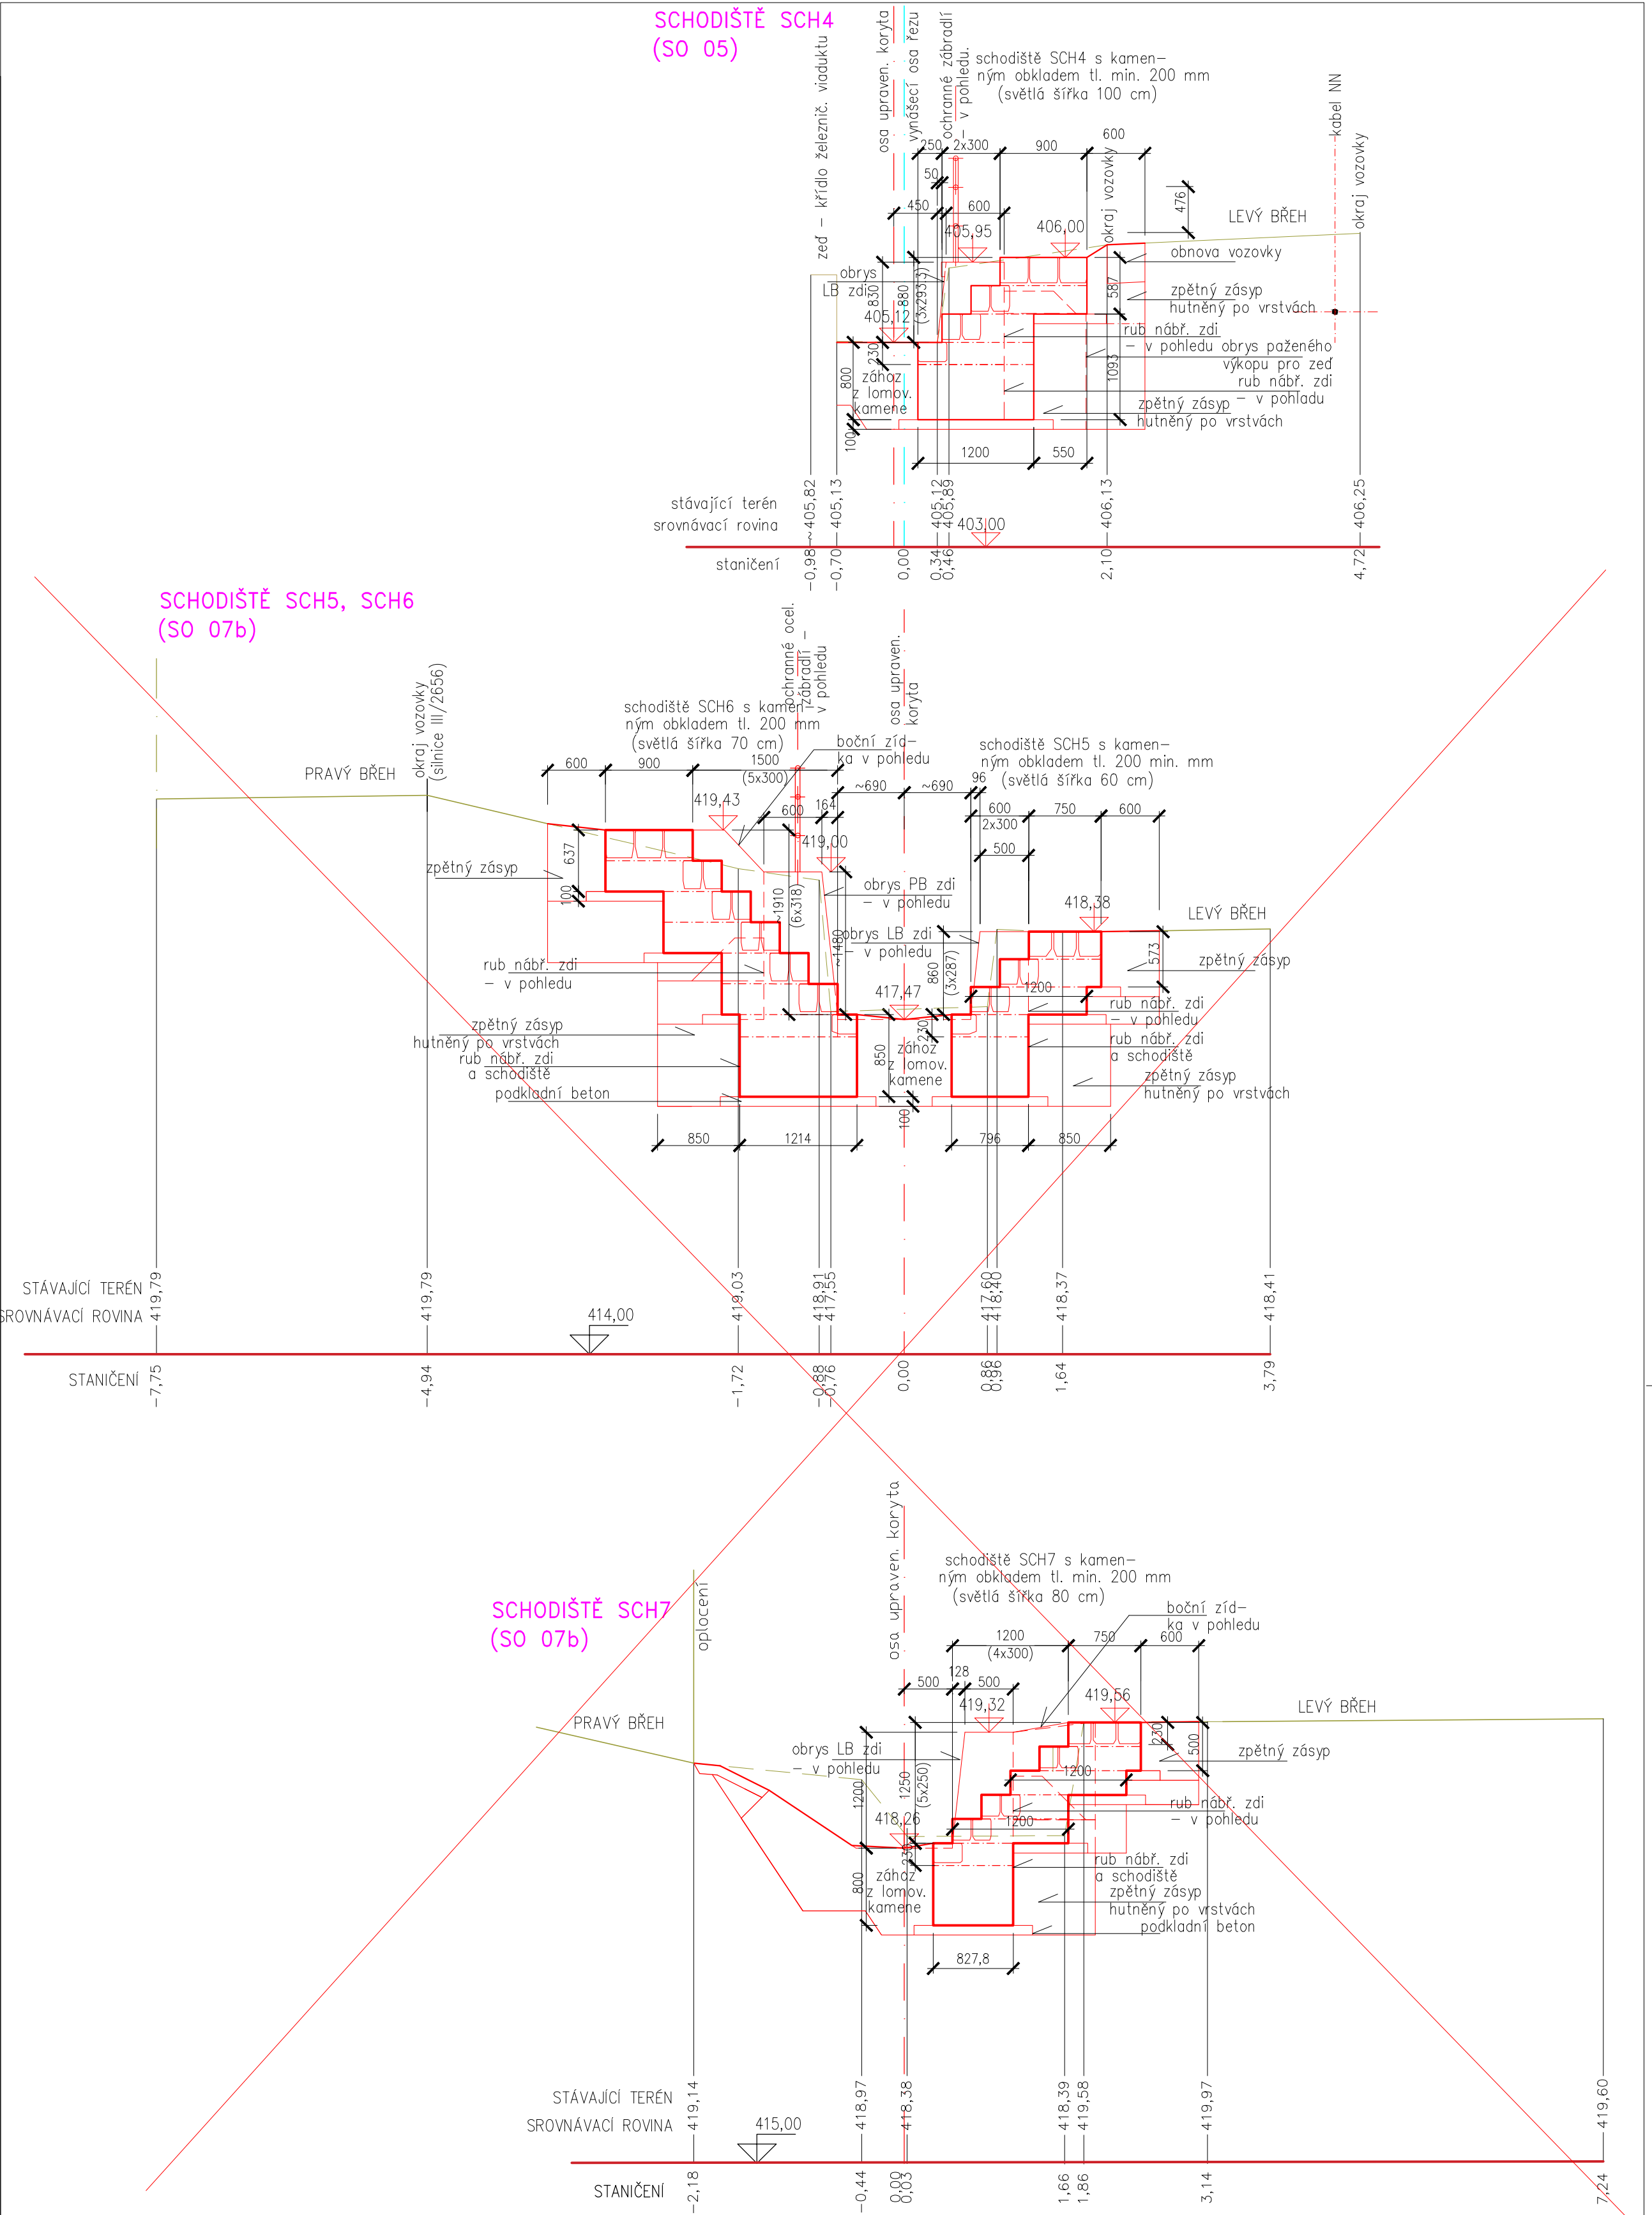 SCHODIŠTĚ SCH4
(SO 05)
zeď – křídlo železnič. viaduktu
osa upraven. koryta
vynášecí osa řezu
ochranné zábradlí
– v pohledu.
schodiště SCH4 s kamen–
ným obkladem tl. min. 200 mm
(světlá šířka 100 cm)
kabel NN
okraj vozovky
okraj vozovky
250
2x300
900
600
50
450
600
476
LEVÝ BŘEH
405,95
406,00
obnova vozovky
obrys
LB zdi
830
880
(3x293.3)
587
zpětný zásyp
hutněný po vrstvách
405,12
230
rub nábř. zdi
– v pohledu
obrys paženého
výkopu pro zeď
800
zához
z lomov.
kamene
1093
rub nábř. zdi
– v pohladu
zpětný zásyp
hutněný po vrstvách
100
1200
550
stávající terén
srovnávací rovina
403,00
~405,82
405,13
405,12
405,89
406,13
406,25
staničení
–0,98
–0,70
0,00
0,34
0,46
2,10
4,72
SCHODIŠTĚ SCH5, SCH6
(SO 07b)
okraj vozovky
(silnice III/2656)
ochranné ocel.
zábradlí –
v pohledu
osa upraven.
koryta
schodiště SCH6 s kamen–
ným obkladem tl. 200 mm
(světlá šířka 70 cm)
boční zíd–
ka v pohledu
schodiště SCH5 s kamen–
ným obkladem tl. 200 min. mm
(světlá šířka 60 cm)
PRAVÝ BŘEH
600
900
1500
(5x300)
~690
~690
96
419,43
600
164
600
2x300
750
600
419,00
500
637
zpětný zásyp
100
~1910
(6x318)
obrys PB zdi
– v pohledu
418,38
LEVÝ BŘEH
~1480
obrys LB zdi
– v pohledu
860
(3x287)
573
zpětný zásyp
rub nábř. zdi
– v pohledu
417,47
1200
rub nábř. zdi
– v pohledu
zpětný zásyp
hutněný po vrstvách
rub nábř. zdi
a schodiště
podkladní beton
230
850
zához
z lomov.
kamene
rub nábř. zdi
a schodiště
zpětný zásyp
hutněný po vrstvách
100
850
1214
796
850
STÁVAJÍCÍ TERÉN
SROVNÁVACÍ ROVINA
414,00
419,79
419,79
419,03
418,91
417,55
417,60
418,40
418,37
418,41
STANIČENÍ
–7,75
–4,94
–1,72
–0,88
–0,76
0,00
0,86
0,96
1,64
3,79
SCHODIŠTĚ SCH7
(SO 07b)
oplocení
osa upraven. koryta
schodiště SCH7 s kamen–
ným obkladem tl. min. 200 mm
(světlá šířka 80 cm)
boční zíd–
ka v pohledu
1200
(4x300)
750
600
500
128
500
419,32
419,56
PRAVÝ BŘEH
LEVÝ BŘEH
obrys LB zdi
– v pohledu
1200
1250
(5x250)
230
500
zpětný zásyp
1200
418,26
rub nábř. zdi
– v pohledu
1200
230
800
zához
z lomov.
kamene
rub nábř. zdi
a schodiště
zpětný zásyp
hutněný po vrstvách
podkladní beton
827,8
STÁVAJÍCÍ TERÉN
SROVNÁVACÍ ROVINA
415,00
419,14
418,97
418,38
418,39
419,58
419,97
419,60
STANIČENÍ
–2,18
–0,44
0,00
0,03
1,66
1,86
3,14
7,24